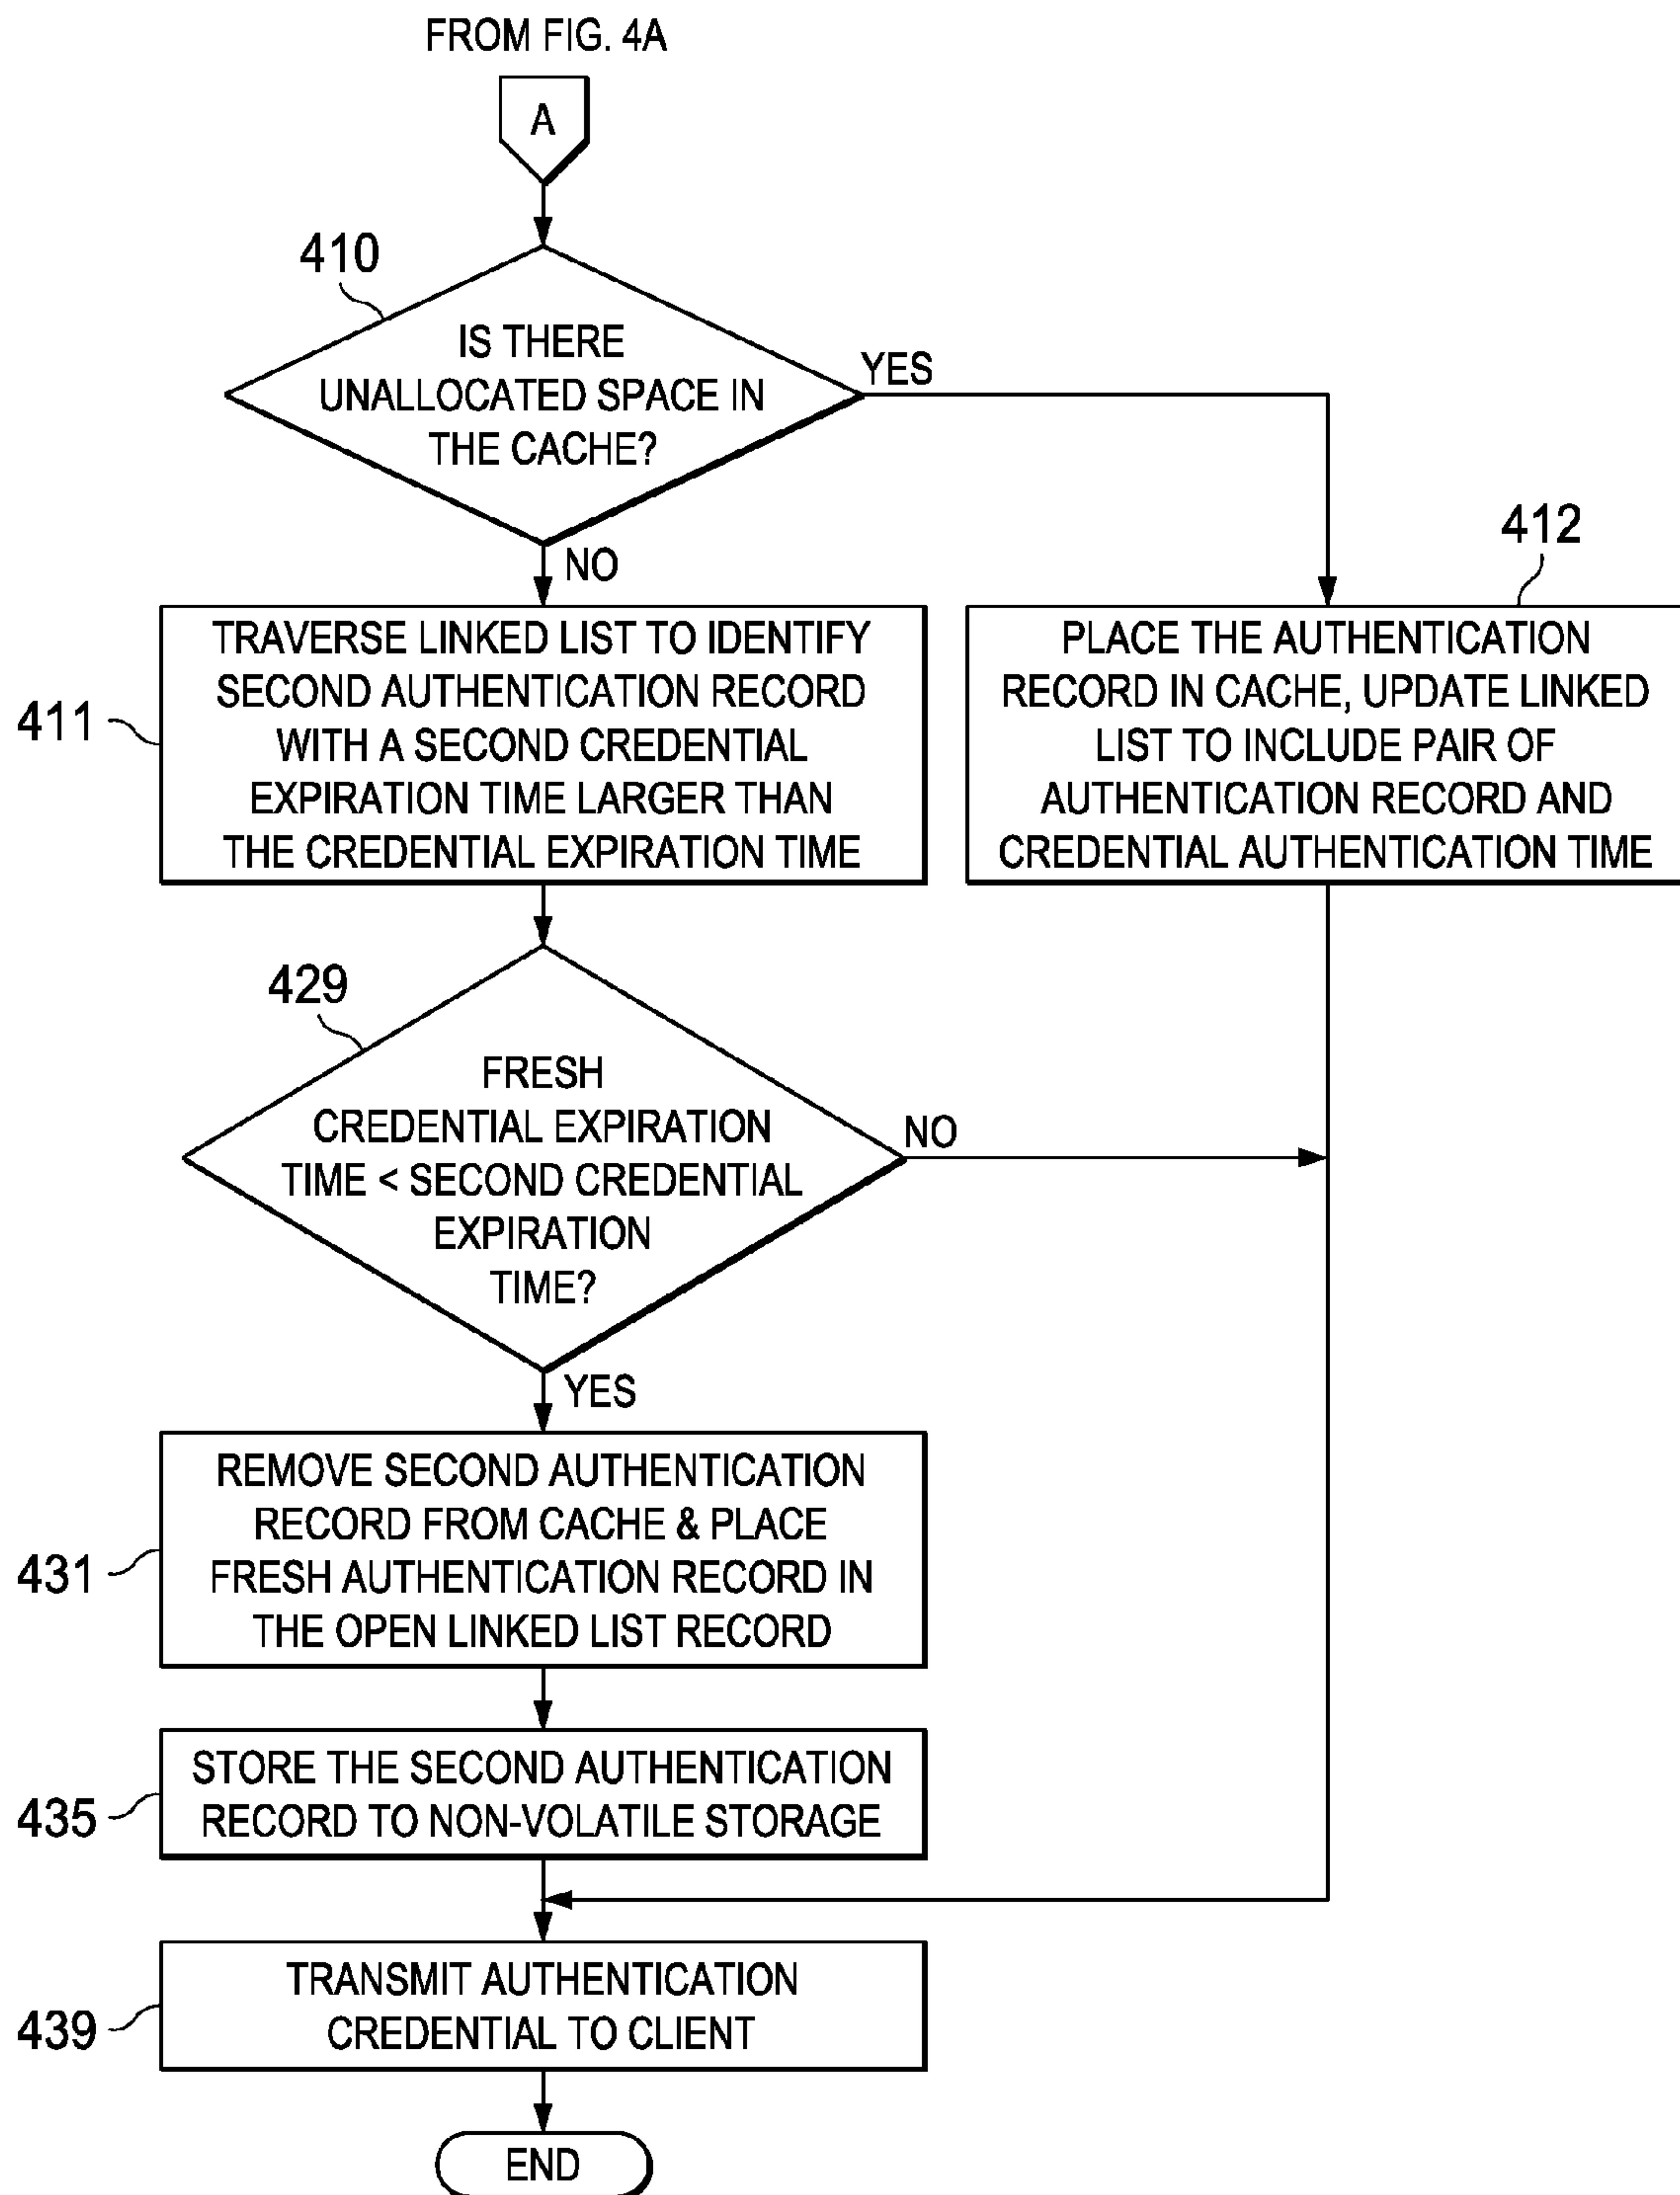 FROM FIG. 4A
A
410
IS THERE
UNALLOCATED SPACE IN
THE CACHE?
YES
NO
412
411
TRAVERSE LINKED LIST TO IDENTIFY
SECOND AUTHENTICATION RECORD
WITH A SECOND CREDENTIAL
EXPIRATION TIME LARGER THAN
THE CREDENTIAL EXPIRATION TIME
PLACE THE AUTHENTICATION
RECORD IN CACHE, UPDATE LINKED
LIST TO INCLUDE PAIR OF
AUTHENTICATION RECORD AND
CREDENTIAL AUTHENTICATION TIME
429
FRESH
CREDENTIAL EXPIRATION
TIME < SECOND CREDENTIAL
EXPIRATION
TIME?
NO
YES
431
REMOVE SECOND AUTHENTICATION
RECORD FROM CACHE & PLACE
FRESH AUTHENTICATION RECORD IN
THE OPEN LINKED LIST RECORD
435
STORE THE SECOND AUTHENTICATION
RECORD TO NON-VOLATILE STORAGE
439
TRANSMIT AUTHENTICATION
CREDENTIAL TO CLIENT
END